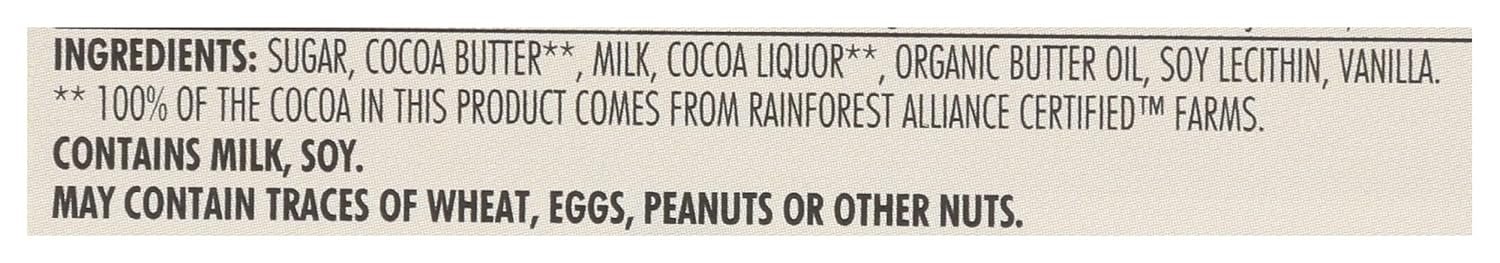 INGREDIENTS: SUGAR, COCOA BUTTER**, MILK, COCOA LIQUOR**, ORGANIC BUTTER OIL, SOY LECITHIN, VANILLA.
** 100% OF THE COCOA IN THIS PRODUCT COMES FROM RAINFOREST ALLIANCE CERTIFIED™ FARMS.
CONTAINS MILK, SOY.
MAY CONTAIN TRACES OF WHEAT, EGGS, PEANUTS OR OTHER NUTS.